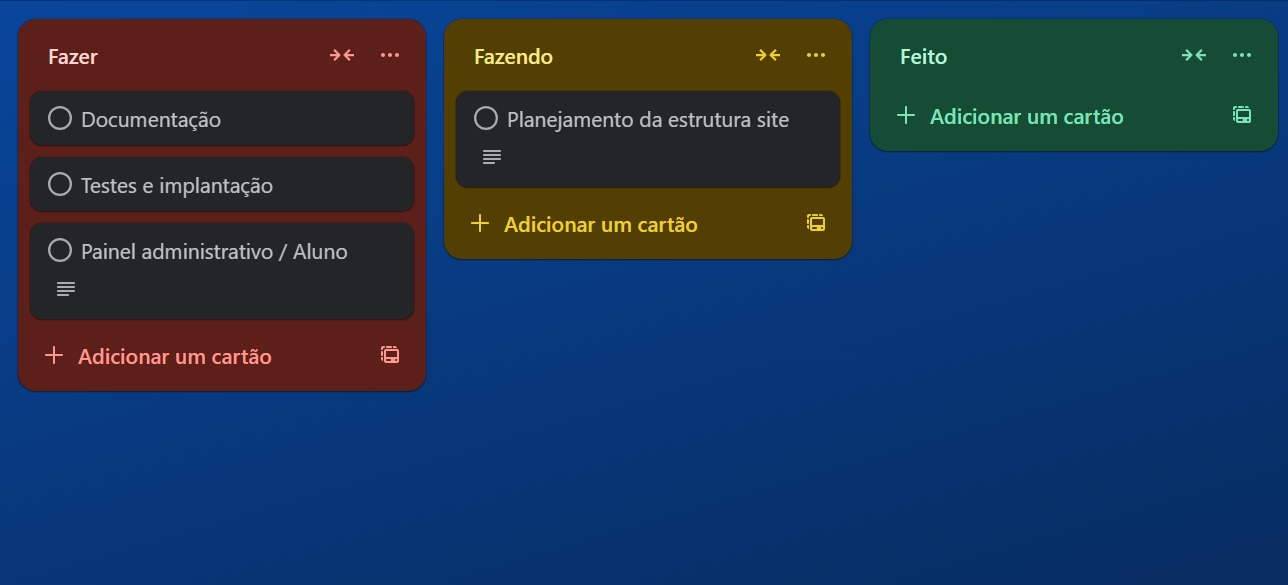 Fazer
Documentação
Testes e implantação
Painel administrativo / Aluno
Adicionar um cartão
Fazendo
Planejamento da estrutura site
Adicionar um cartão
Feito
Adicionar um cartão